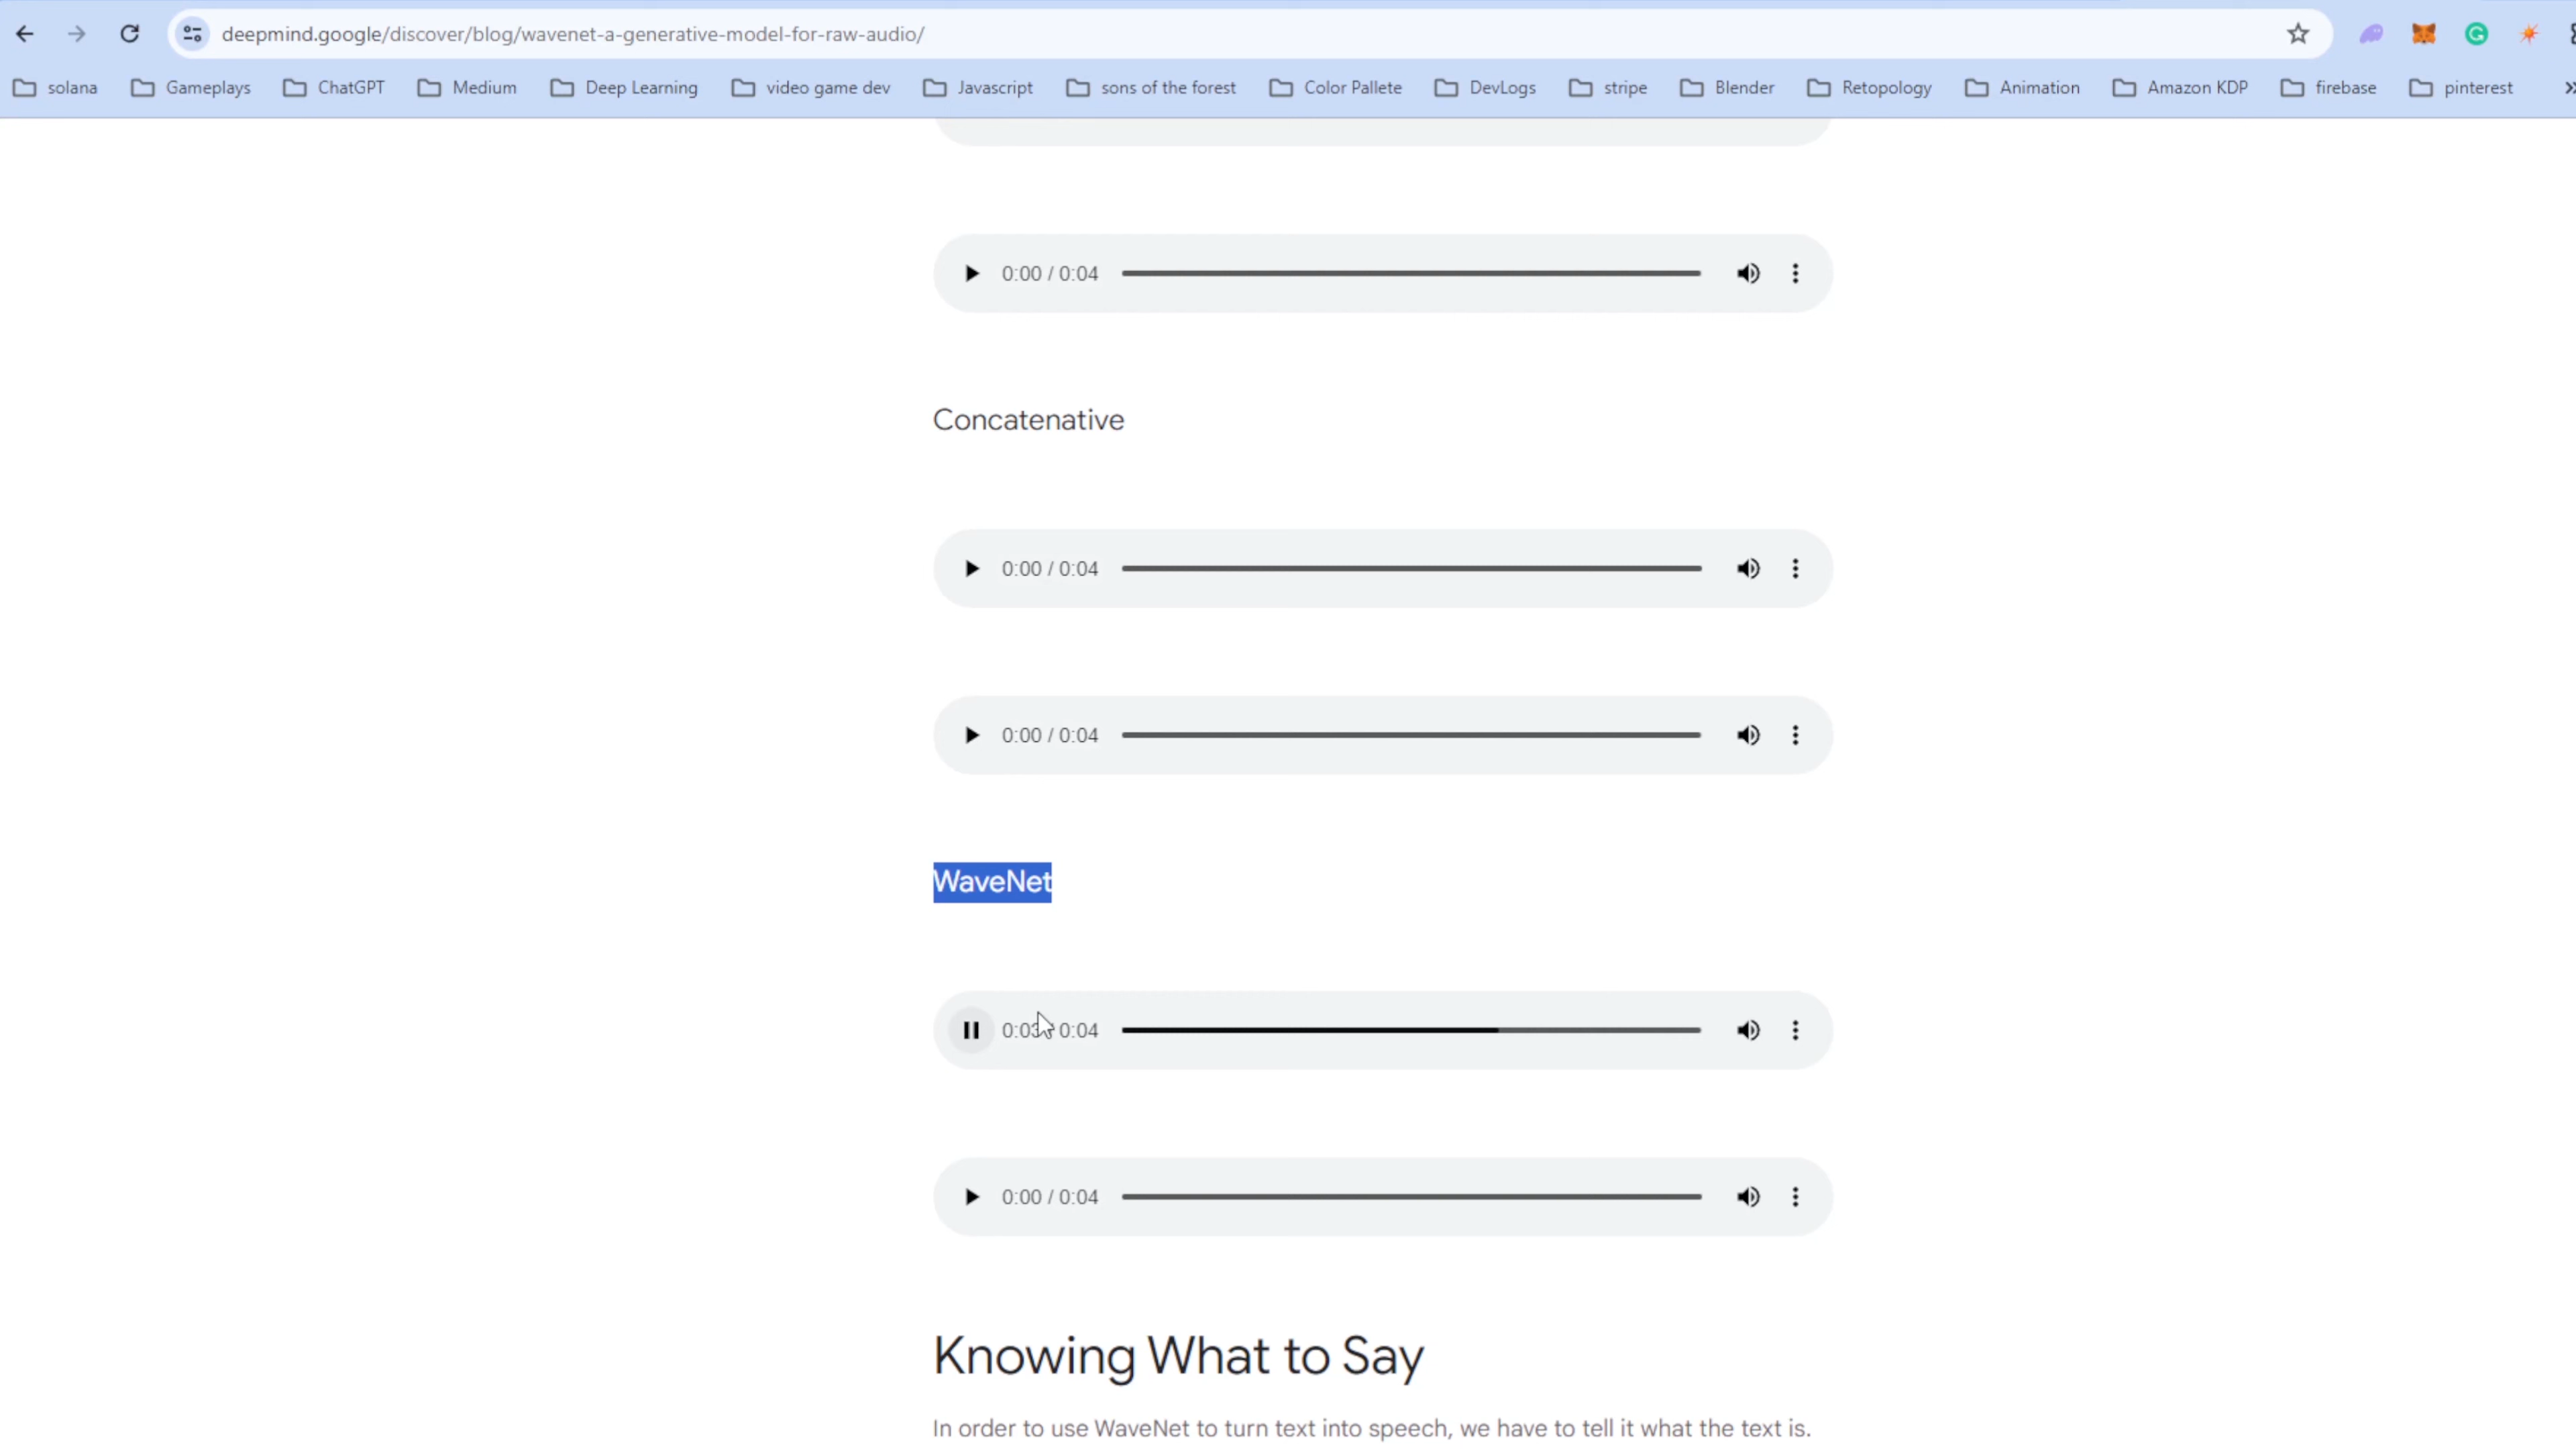 deepmind.google/discover/blog/wavenet-a-generative-model-for-raw-audio/
solana Gameplays ChatGPT Medium Deep Learning video game dev Javascript sons of the forest Color Pallete DevLogs stripe Blender Retopology Animation Amazon KDP firebase pinterest
0:00 / 0:04
Concatenative
0:00 / 0:04
0:00 / 0:04
WaveNet
0:03 / 0:04
0:00 / 0:04
Knowing What to Say
In order to use WaveNet to turn text into speech, we have to tell it what the text is.